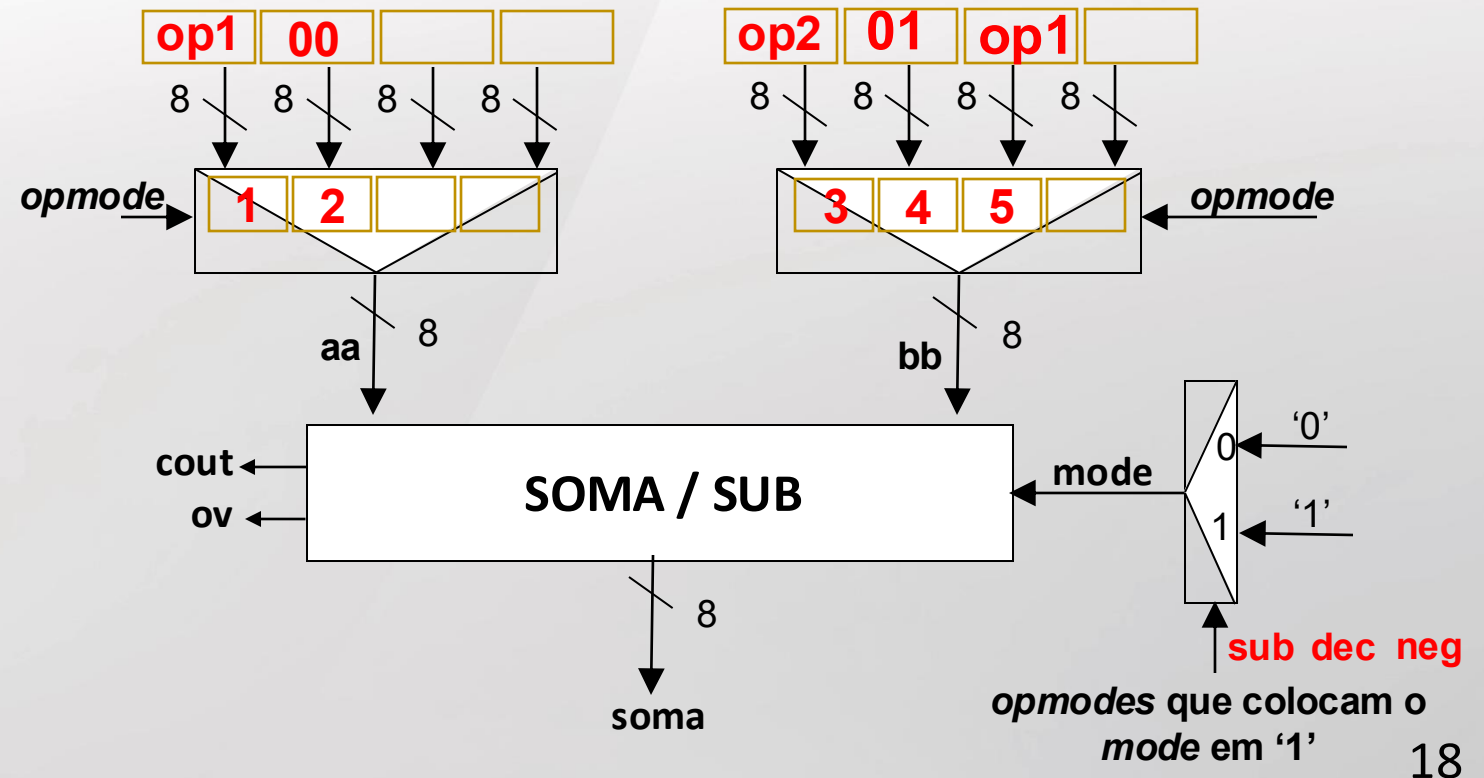 op1 00 op2 01 op1
8 8 8 8 8 8 8 8
opmode 1 2 3 4 5 opmode
8 8
aa bb
cout ov
SOMA / SUB
mode
0 '0'
1 '1'
8
soma
sub dec neg
opmodes que colocam o
mode em '1'
18